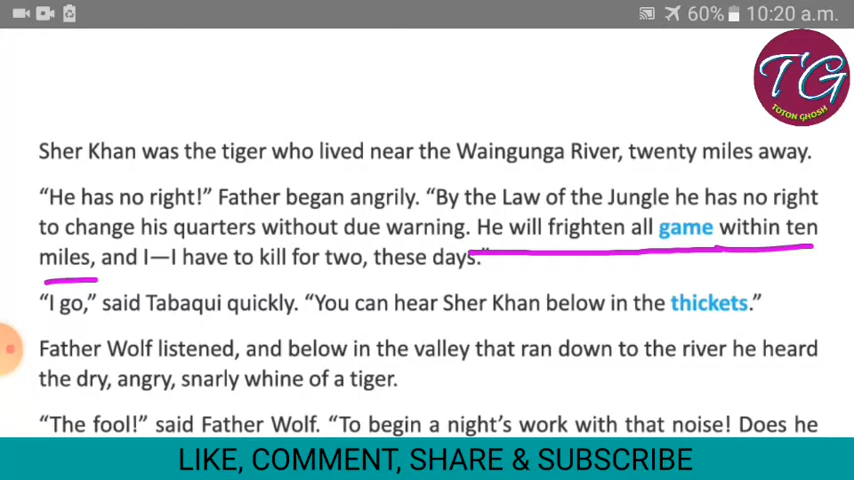 60% 10:20 a.m.
TG
TOTON GHOSH
Sher Khan was the tiger who lived near the Waingunga River, twenty miles away.
“He has no right!” Father began angrily. “By the Law of the Jungle he has no right
to change his quarters without due warning. He will frighten all game within ten
miles, and I—I have to kill for two, these days.”
“I go,” said Tabaqui quickly. “You can hear Sher Khan below in the thickets.”
Father Wolf listened, and below in the valley that ran down to the river he heard
the dry, angry, snarly whine of a tiger.
“The fool!” said Father Wolf. “To begin a night’s work with that noise! Does he
LIKE, COMMENT, SHARE & SUBSCRIBE